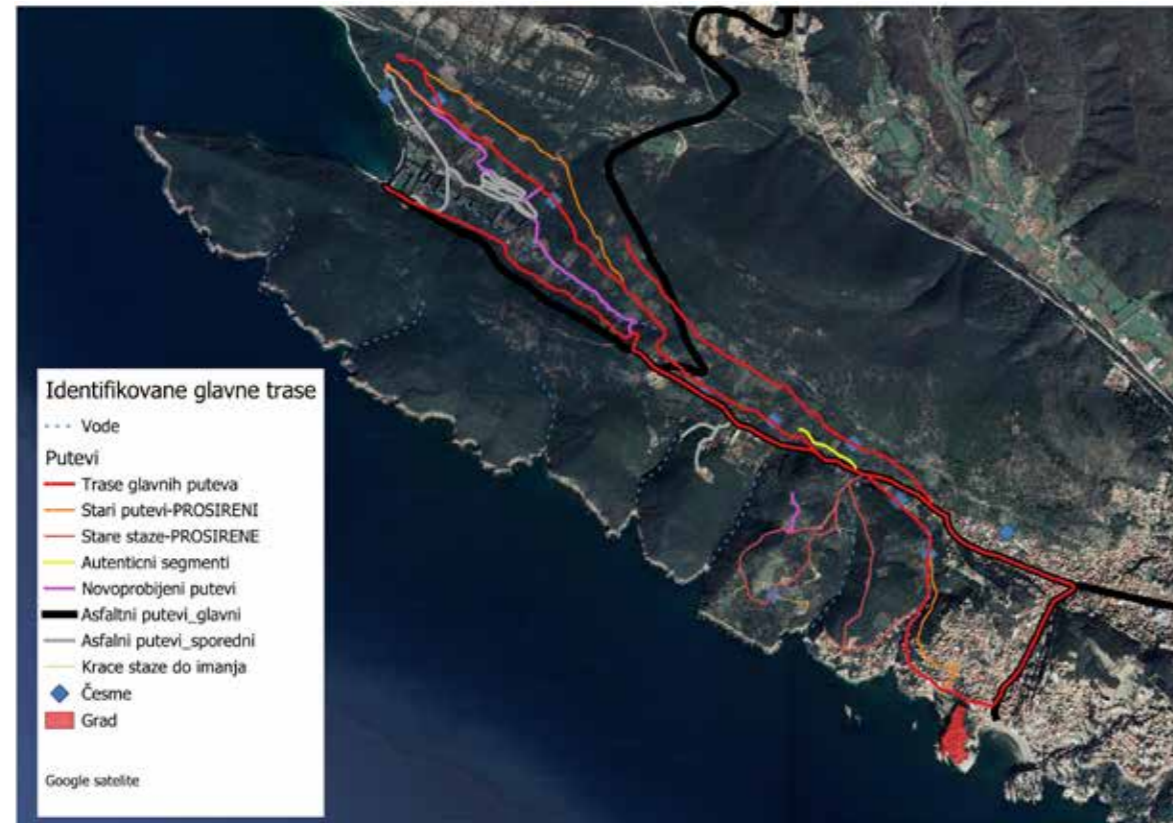 Identifikovane glavne trase
Vode
Putevi
Trase glavnih puteva
Stari putevi-PROSIRENI
Stare staze-PROSIRENE
Autenticni segmenti
Novoprobijeni putevi
Asfaltni putevi_glavni
Asfalni putevi_sporedni
Krace staze do imanja
Česme
Grad
Google satelite